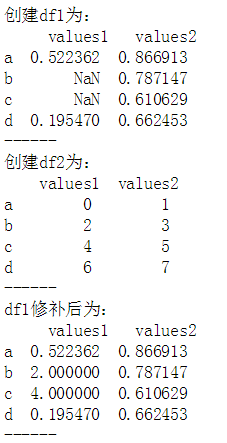 创建df1为:
    values1   values2
a  0.522362  0.866913
b       NaN  0.787147
c       NaN  0.610629
d  0.195470  0.662453
------
创建df2为:
   values1  values2
a        0        1
b        2        3
c        4        5
d        6        7
------
df1修补后为:
    values1   values2
a  0.522362  0.866913
b  2.000000  0.787147
c  4.000000  0.610629
d  0.195470  0.662453
------